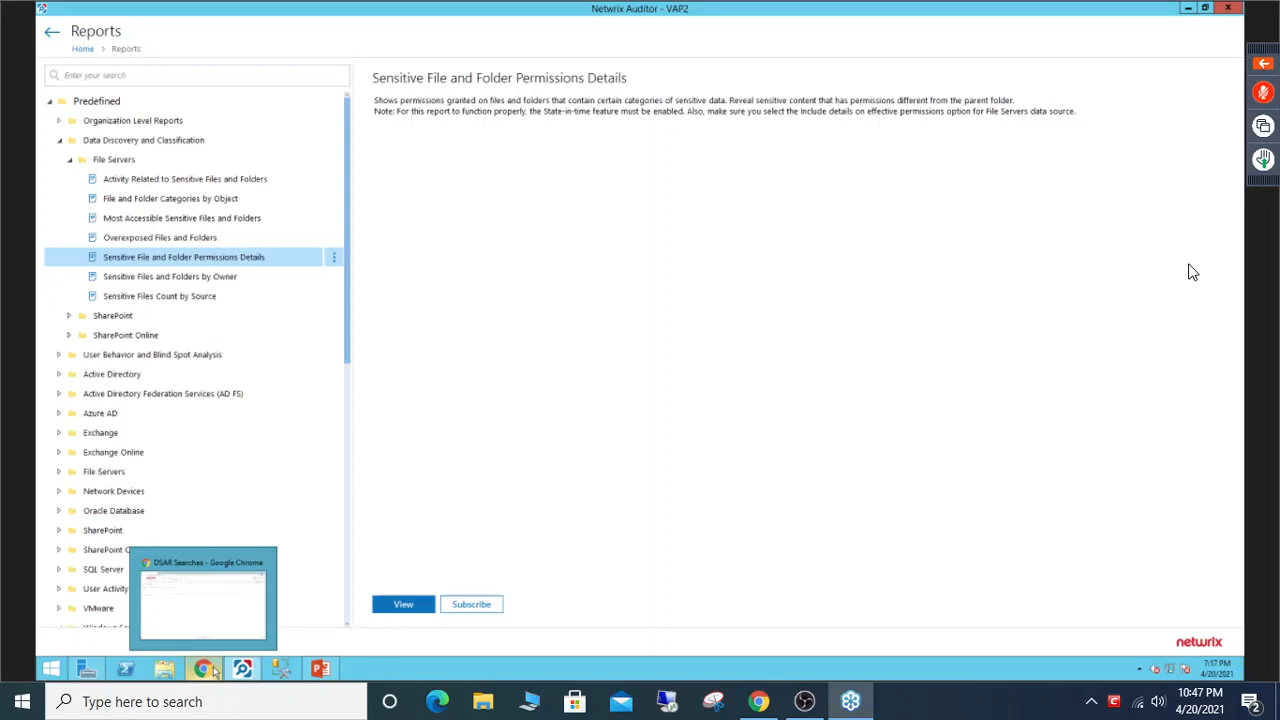 Netwrix Auditor - VAP2
Reports
Home > Reports
Enter your search
Predefined
Organization Level Reports
Data Discovery and Classification
File Servers
Activity Related to Sensitive Files and Folders
File and Folder Categories by Object
Most Accessible Sensitive Files and Folders
Overexposed Files and Folders
Sensitive File and Folder Permissions Details
Sensitive Files and Folders by Owner
Sensitive Files Count by Source
SharePoint
SharePoint Online
User Behavior and Blind Spot Analysis
Active Directory
Active Directory Federation Services (AD FS)
Azure AD
Exchange
Exchange Online
File Servers
Network Devices
Oracle Database
SharePoint
SharePoint O
SQL Server
User Activity
VMware
Sensitive File and Folder Permissions Details
Shows permissions granted on files and folders that contain certain categories of sensitive data. Reveal sensitive content that has permissions different from the parent folder.
Note: For this report to function properly, the State-in-time feature must be enabled. Also, make sure you select the Include details on effective permissions option for File Servers data source.
DSAR Searches - Google Chrome
View
Subscribe
netwrix
7:17 PM
4/20/2021
Type here to search
10:47 PM
4/20/2021
2